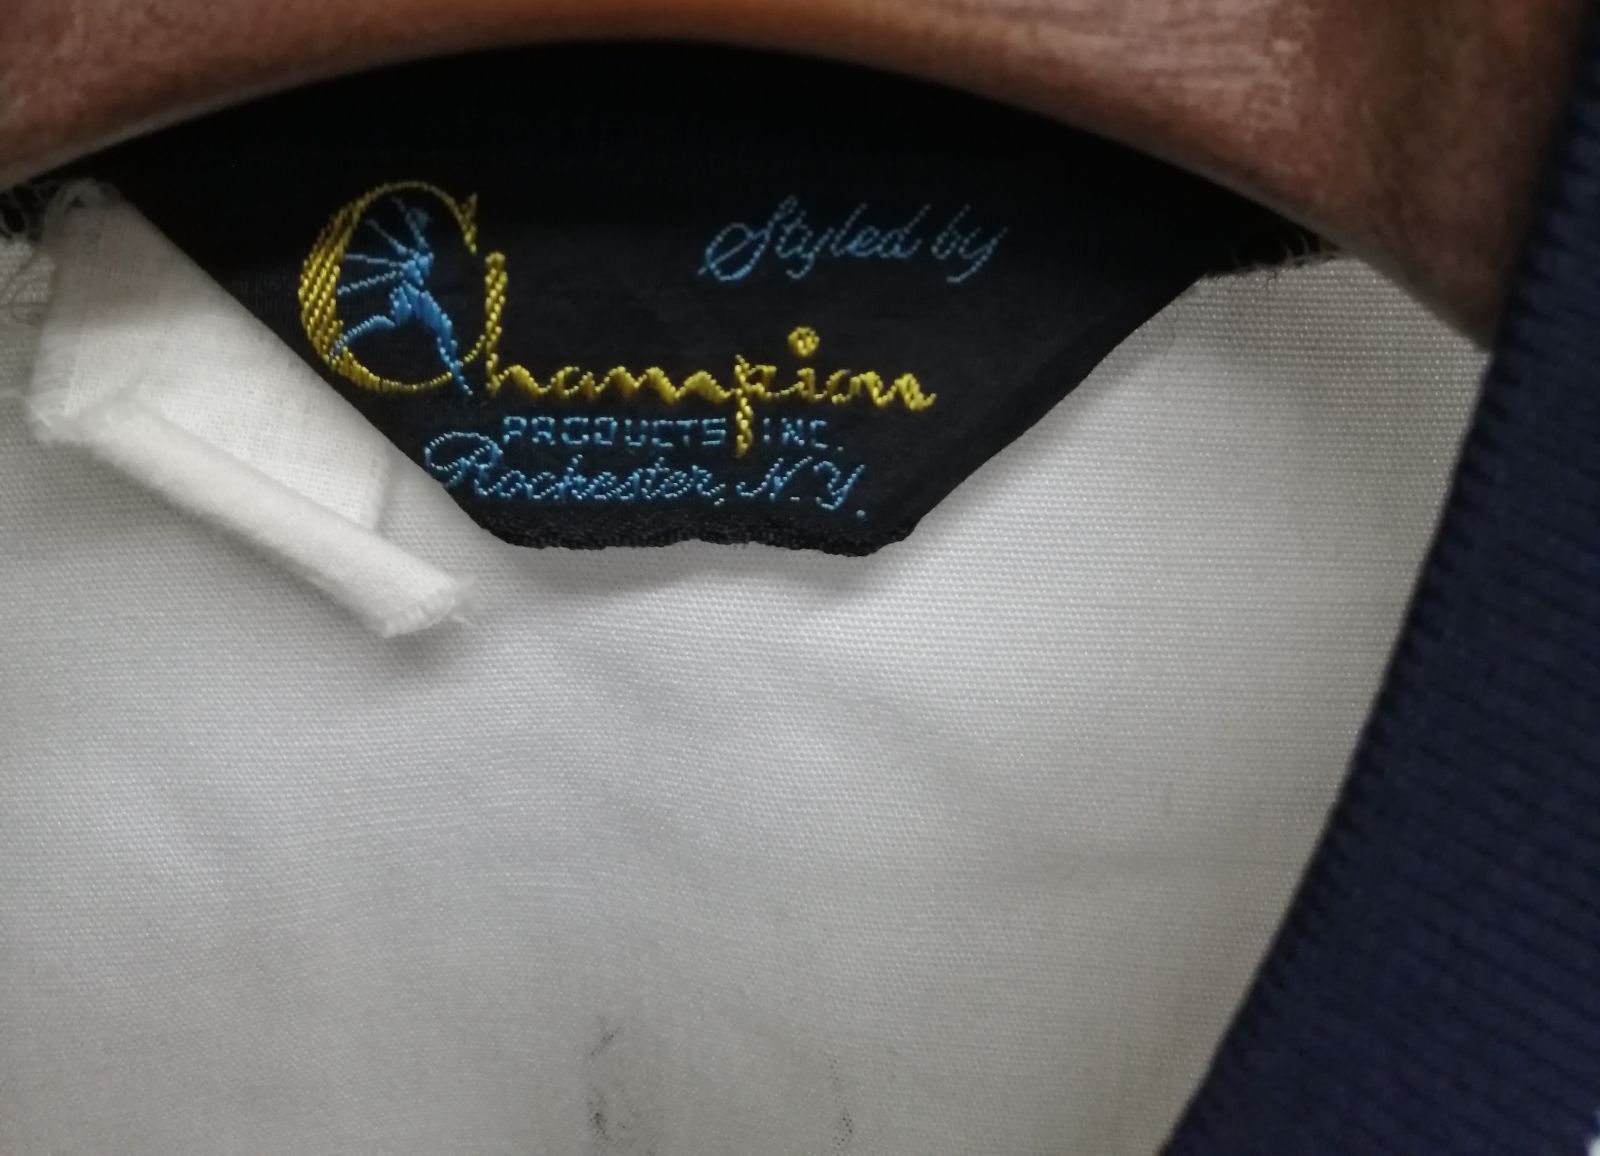 Styled by
Champion
PRODUCTS INC.
Rochester, N.Y.